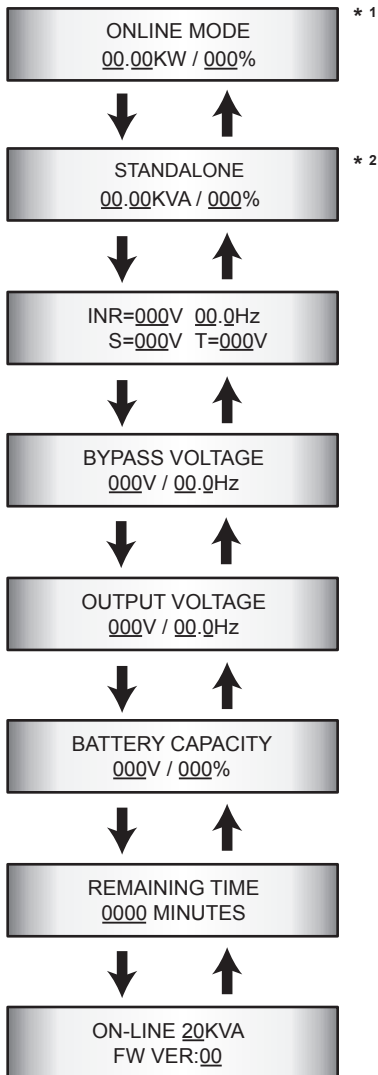 ONLINE MODE * 1
00.00KW / 000%
STANDALONE * 2
00.00KVA / 000%
INR=000V 00.0Hz
S=000V T=000V
BYPASS VOLTAGE
000V / 00.0Hz
OUTPUT VOLTAGE
000V / 00.0Hz
BATTERY CAPACITY
000V / 000%
REMAINING TIME
0000 MINUTES
ON-LINE 20KVA
FW VER:00